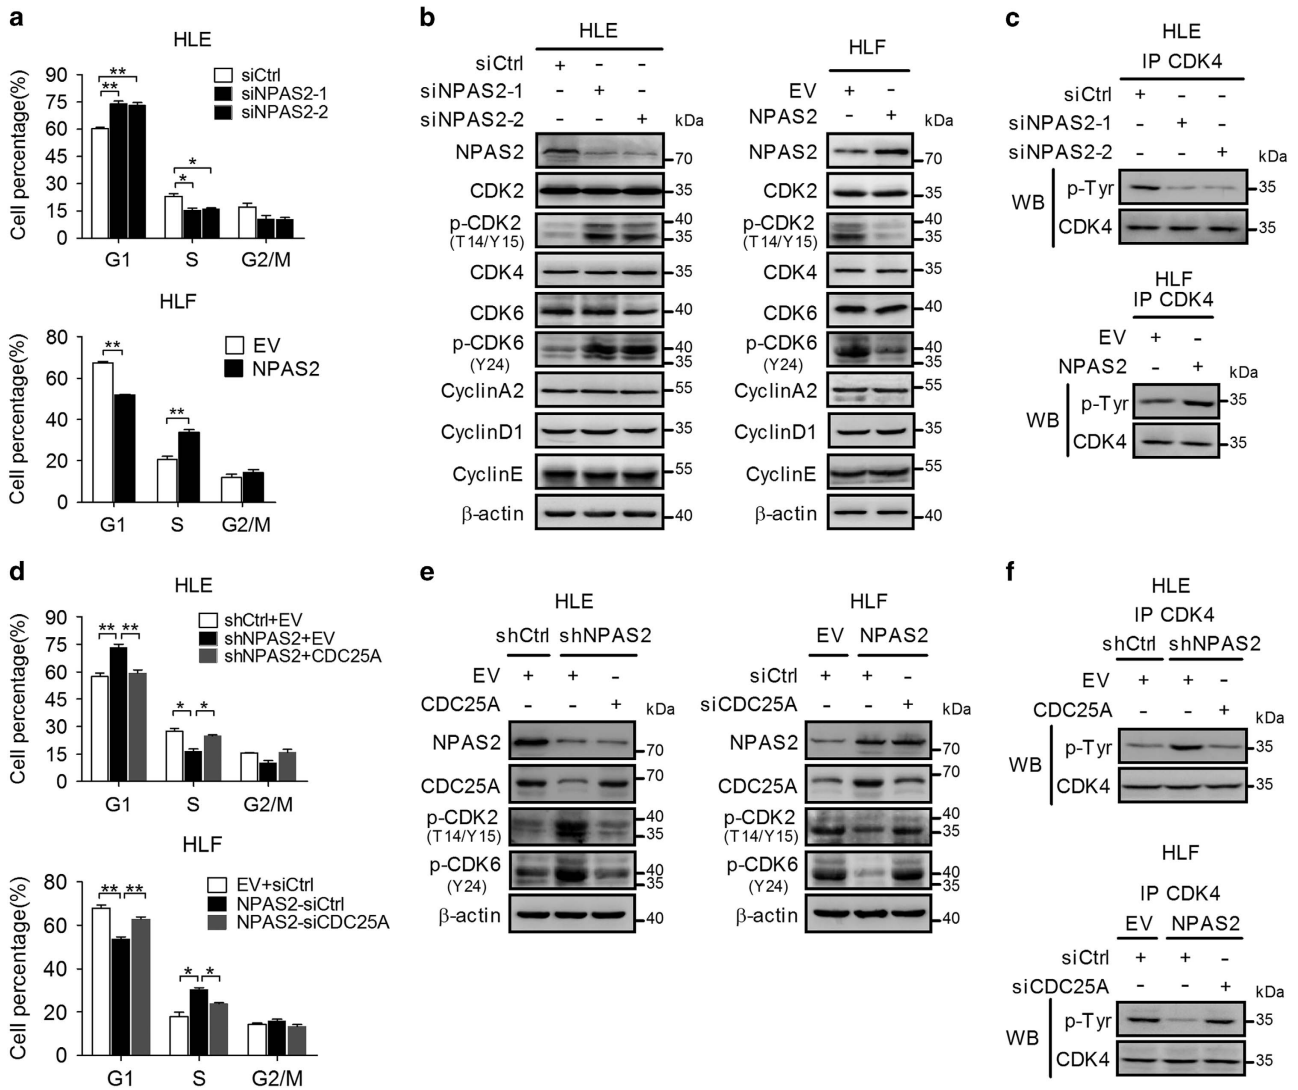 a
HLE
Cell percentage(%)
90
75
60
45
30
15
0
** **
* *
siCtrl
siNPAS2-1
siNPAS2-2
G1 S G2/M
HLF
Cell percentage(%)
80
60
40
20
0
** **
EV
NPAS2
G1 S G2/M
b
HLE
siCtrl + – –
siNPAS2-1 – + –
siNPAS2-2 – – +
kDa
NPAS2 70
CDK2 35
p-CDK2 (T14/Y15) 40 35
CDK4 35
CDK6 40
p-CDK6 (Y24) 40 35
CyclinA2 55
CyclinD1 35
CyclinE 55
β-actin 40
HLF
EV + –
NPAS2 – +
kDa
NPAS2 70
CDK2 35
p-CDK2 (T14/Y15) 40 35
CDK4 35
CDK6 40
p-CDK6 (Y24) 40 35
CyclinA2 55
CyclinD1 35
CyclinE 55
β-actin 40
c
HLE
IP CDK4
siCtrl + – –
siNPAS2-1 – + –
siNPAS2-2 – – +
kDa
WB
p-Tyr 35
CDK4 35
HLF
IP CDK4
EV + –
NPAS2 – +
kDa
WB
p-Tyr 35
CDK4 35
d
HLE
Cell percentage(%)
90
75
60
45
30
15
0
** **
* *
shCtrl+EV
shNPAS2+EV
shNPAS2+CDC25A
G1 S G2/M
HLF
Cell percentage(%)
80
60
40
20
0
** **
* *
EV+siCtrl
NPAS2-siCtrl
NPAS2-siCDC25A
G1 S G2/M
e
HLE
shCtrl shNPAS2
EV + + –
CDC25A – – +
kDa
NPAS2 70
CDC25A 70
p-CDK2 (T14/Y15) 40 35
p-CDK6 (Y24) 40 35
β-actin 40
HLF
EV NPAS2
siCtrl + + –
siCDC25A – – +
kDa
NPAS2 70
CDC25A 70
p-CDK2 (T14/Y15) 40 35
p-CDK6 (Y24) 40 35
β-actin 40
f
HLE
IP CDK4
shCtrl shNPAS2
EV + + –
CDC25A – – +
kDa
WB
p-Tyr 35
CDK4 35
HLF
IP CDK4
EV NPAS2
siCtrl + + –
siCDC25A – – +
kDa
WB
p-Tyr 35
CDK4 35